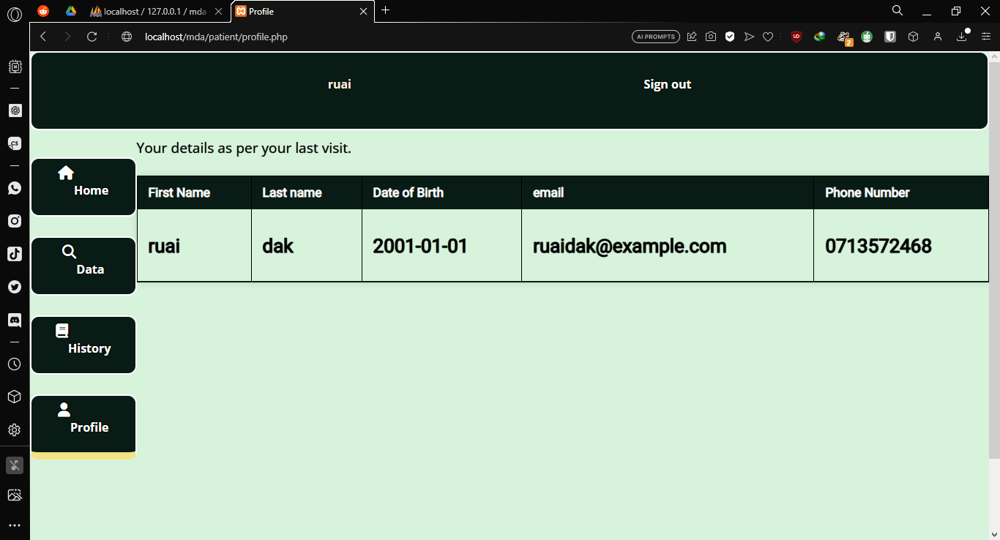 localhost / 127.0.0.1 / mda
Profile
localhost/mda/patient/profile.php
AI PROMPTS
2
ruai
Sign out
Your details as per your last visit.
Home
Data
History
Profile
First Name Last name Date of Birth email Phone Number
ruai dak 2001-01-01 ruaidak@example.com 0713572468